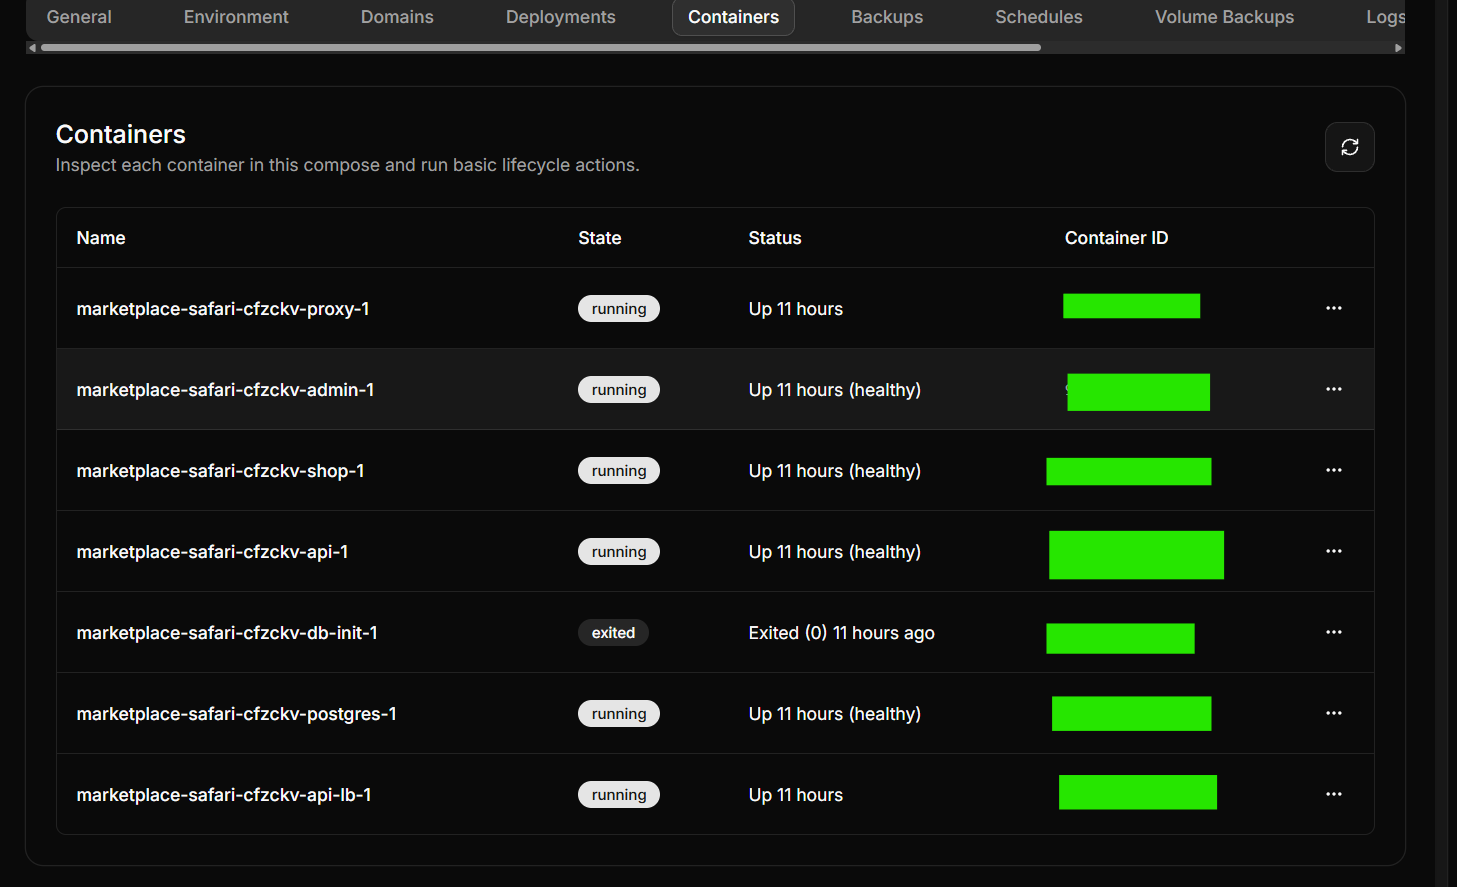 General Environment Domains Deployments Containers Backups Schedules Volume Backups Logs
Containers
Inspect each container in this compose and run basic lifecycle actions.
Name State Status Container ID
marketplace-safari-cfzckv-proxy-1 running Up 11 hours
marketplace-safari-cfzckv-admin-1 running Up 11 hours (healthy)
marketplace-safari-cfzckv-shop-1 running Up 11 hours (healthy)
marketplace-safari-cfzckv-api-1 running Up 11 hours (healthy)
marketplace-safari-cfzckv-db-init-1 exited Exited (0) 11 hours ago
marketplace-safari-cfzckv-postgres-1 running Up 11 hours (healthy)
marketplace-safari-cfzckv-api-lb-1 running Up 11 hours